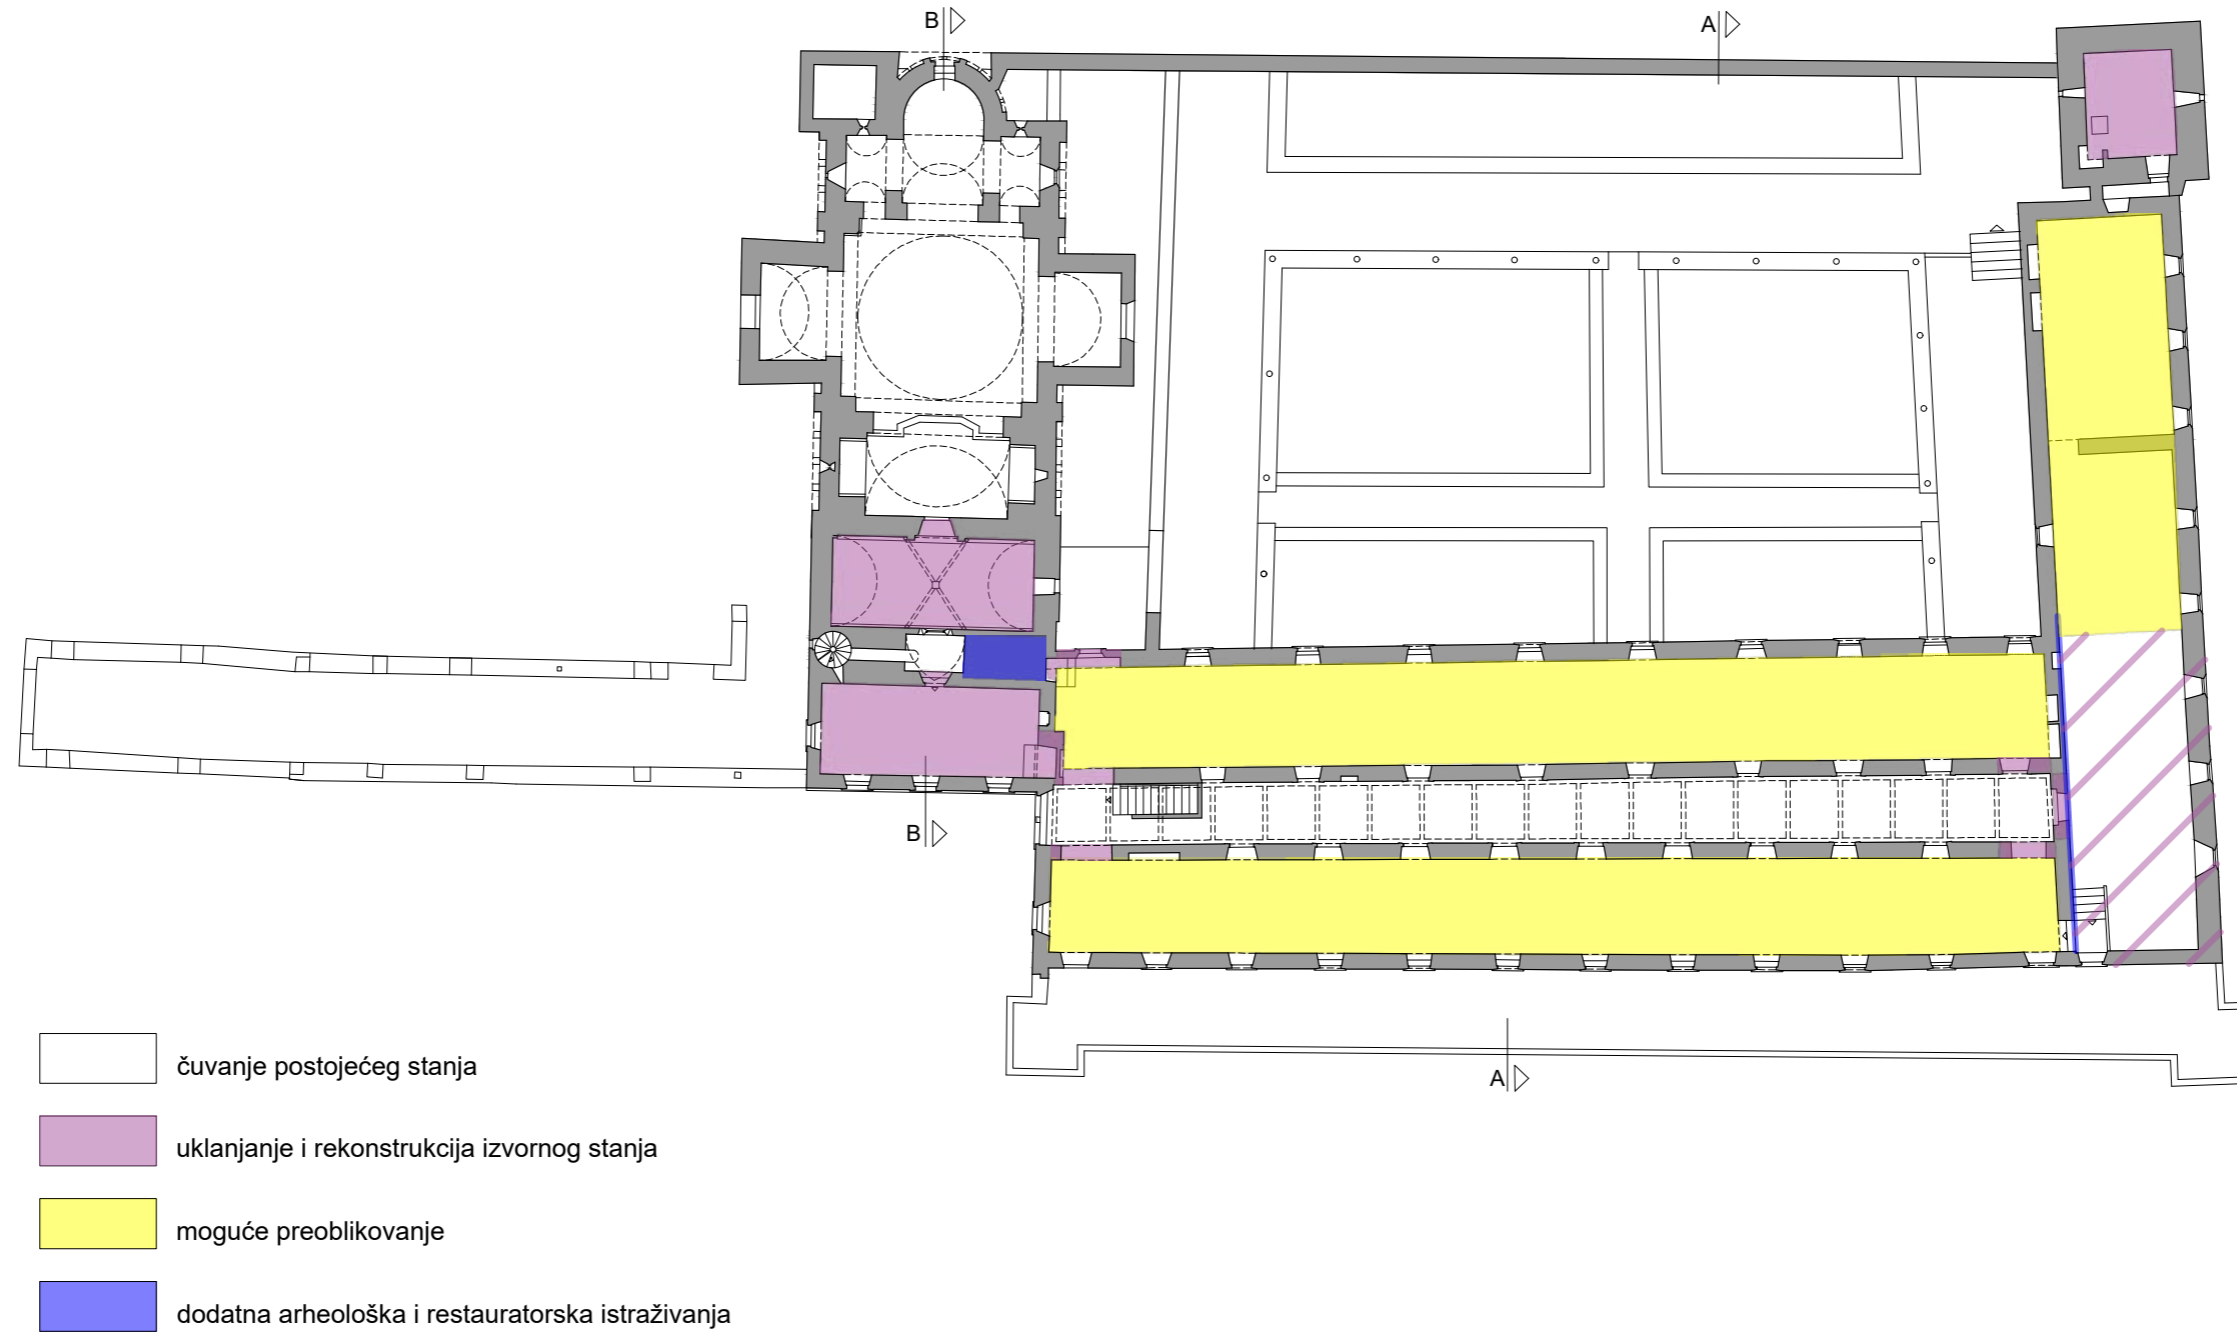 B
A
B
A
čuvanje postojećeg stanja
uklanjanje i rekonstrukcija izvornog stanja
moguće preoblikovanje
dodatna arheološka i restauratorska istraživanja